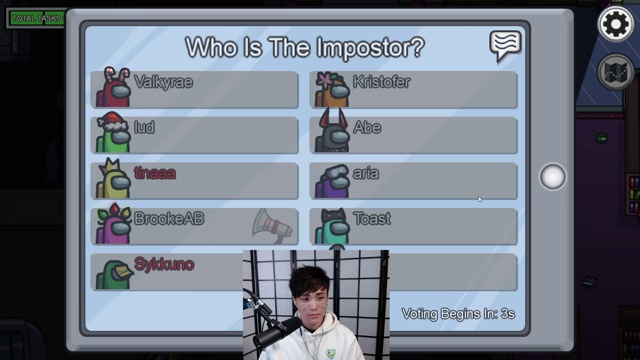 TOTAL TASKS
Who Is The Impostor?
Valkyrae
Kristofer
lud
Abe
tinaaa
aria
BrookeAB
Toast
Sykkuno
Voting Begins In: 3s